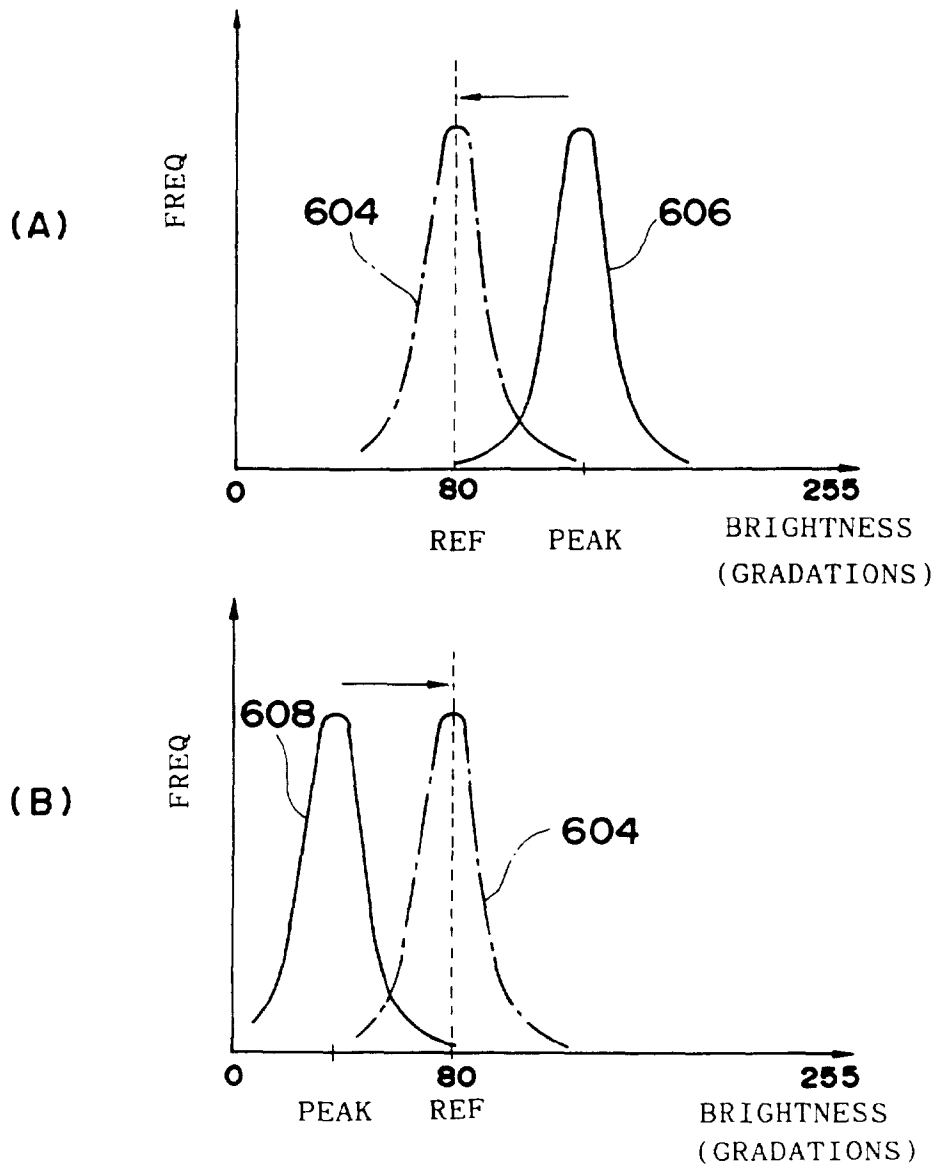 (A)
FREQ
604
606
0
80
255
REF
PEAK
BRIGHTNESS
(GRADATIONS)
(B)
FREQ
608
604
0
80
255
PEAK
REF
BRIGHTNESS
(GRADATIONS)